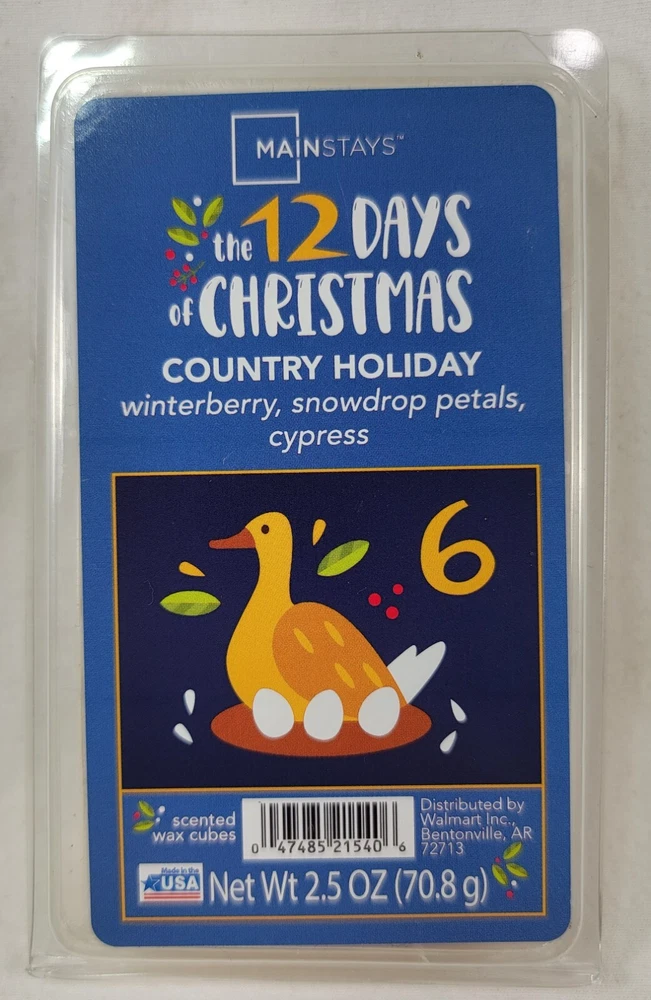 MAINSTAYS™
the 12 DAYS
of CHRISTMAS
COUNTRY HOLIDAY
winterberry, snowdrop petals,
cypress
6
scented
wax cubes
0 47485 21540 6
Distributed by
Walmart Inc.,
Bentonville, AR
72713
Made in the
USA
Net Wt 2.5 OZ (70.8 g)